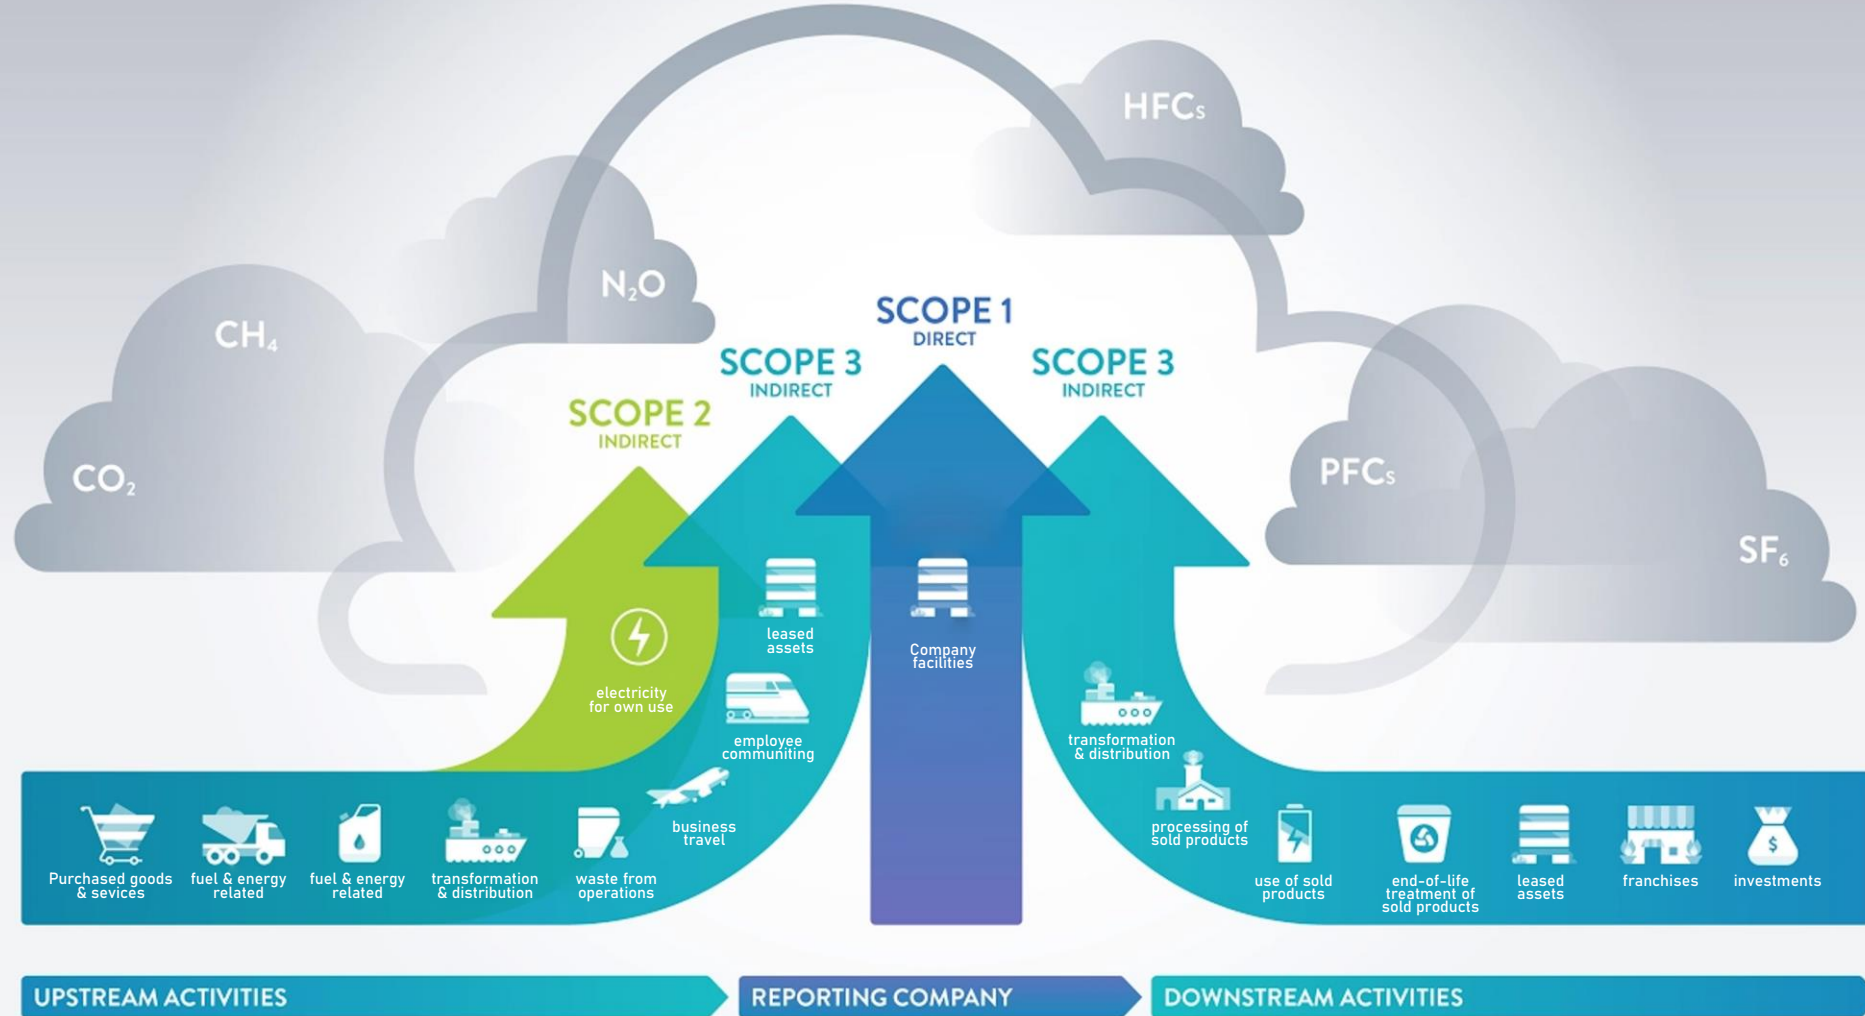 HFCs
N₂O
CH₄
CO₂
PFCs
SF₆
SCOPE 1
DIRECT
SCOPE 3
INDIRECT
SCOPE 3
INDIRECT
SCOPE 2
INDIRECT
leased
assets
Company
facilities
electricity
for own use
employee
communiting
transformation
& distribution
business
travel
processing of
sold products
Purchased goods
& sevices
fuel & energy
related
fuel & energy
related
transformation
& distribution
waste from
operations
use of sold
products
end-of-life
treatment of
sold products
leased
assets
franchises
$
investments
UPSTREAM ACTIVITIES
REPORTING COMPANY
DOWNSTREAM ACTIVITIES